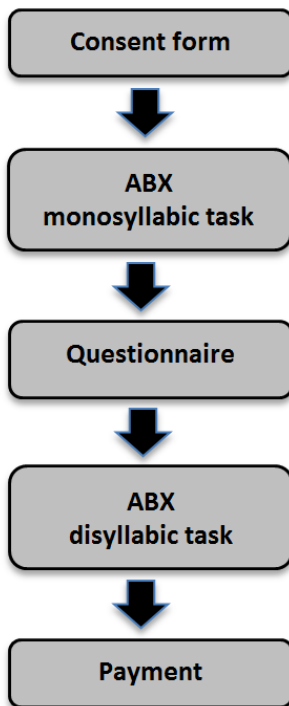 Consent form
ABX
monosyllabic task
Questionnaire
ABX
disyllabic task
Payment